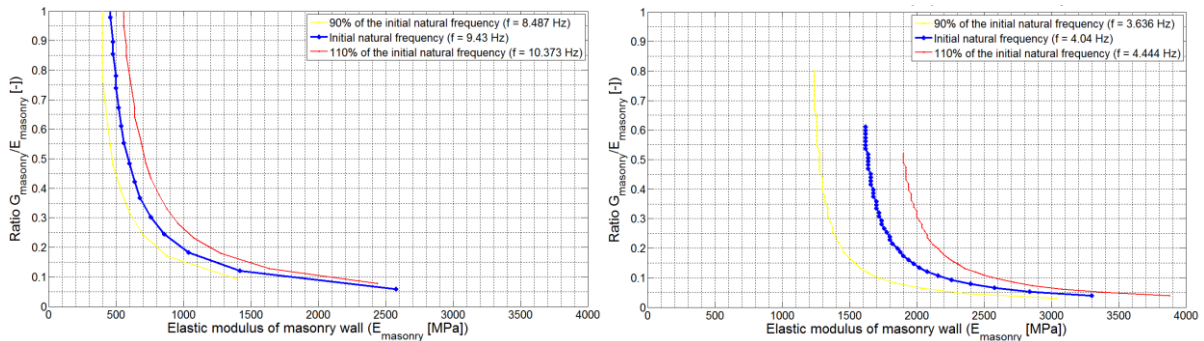 90% of the initial natural frequency (f = 8.487 Hz)
Initial natural frequency (f = 9.43 Hz)
110% of the initial natural frequency (f = 10.373 Hz)
Ratio G_masonry/E_masonry [-]
1
0.9
0.8
0.7
0.6
0.5
0.4
0.3
0.2
0.1
0
0 500 1000 1500 2000 2500 3000 3500 4000
Elastic modulus of masonry wall (E_masonry [MPa])
90% of the initial natural frequency (f = 3.636 Hz)
Initial natural frequency (f = 4.04 Hz)
110% of the initial natural frequency (f = 4.444 Hz)
Ratio G_masonry/E_masonry [-]
1
0.9
0.8
0.7
0.6
0.5
0.4
0.3
0.2
0.1
0
0 500 1000 1500 2000 2500 3000 3500 4000
Elastic modulus of masonry wall (E_masonry [MPa])